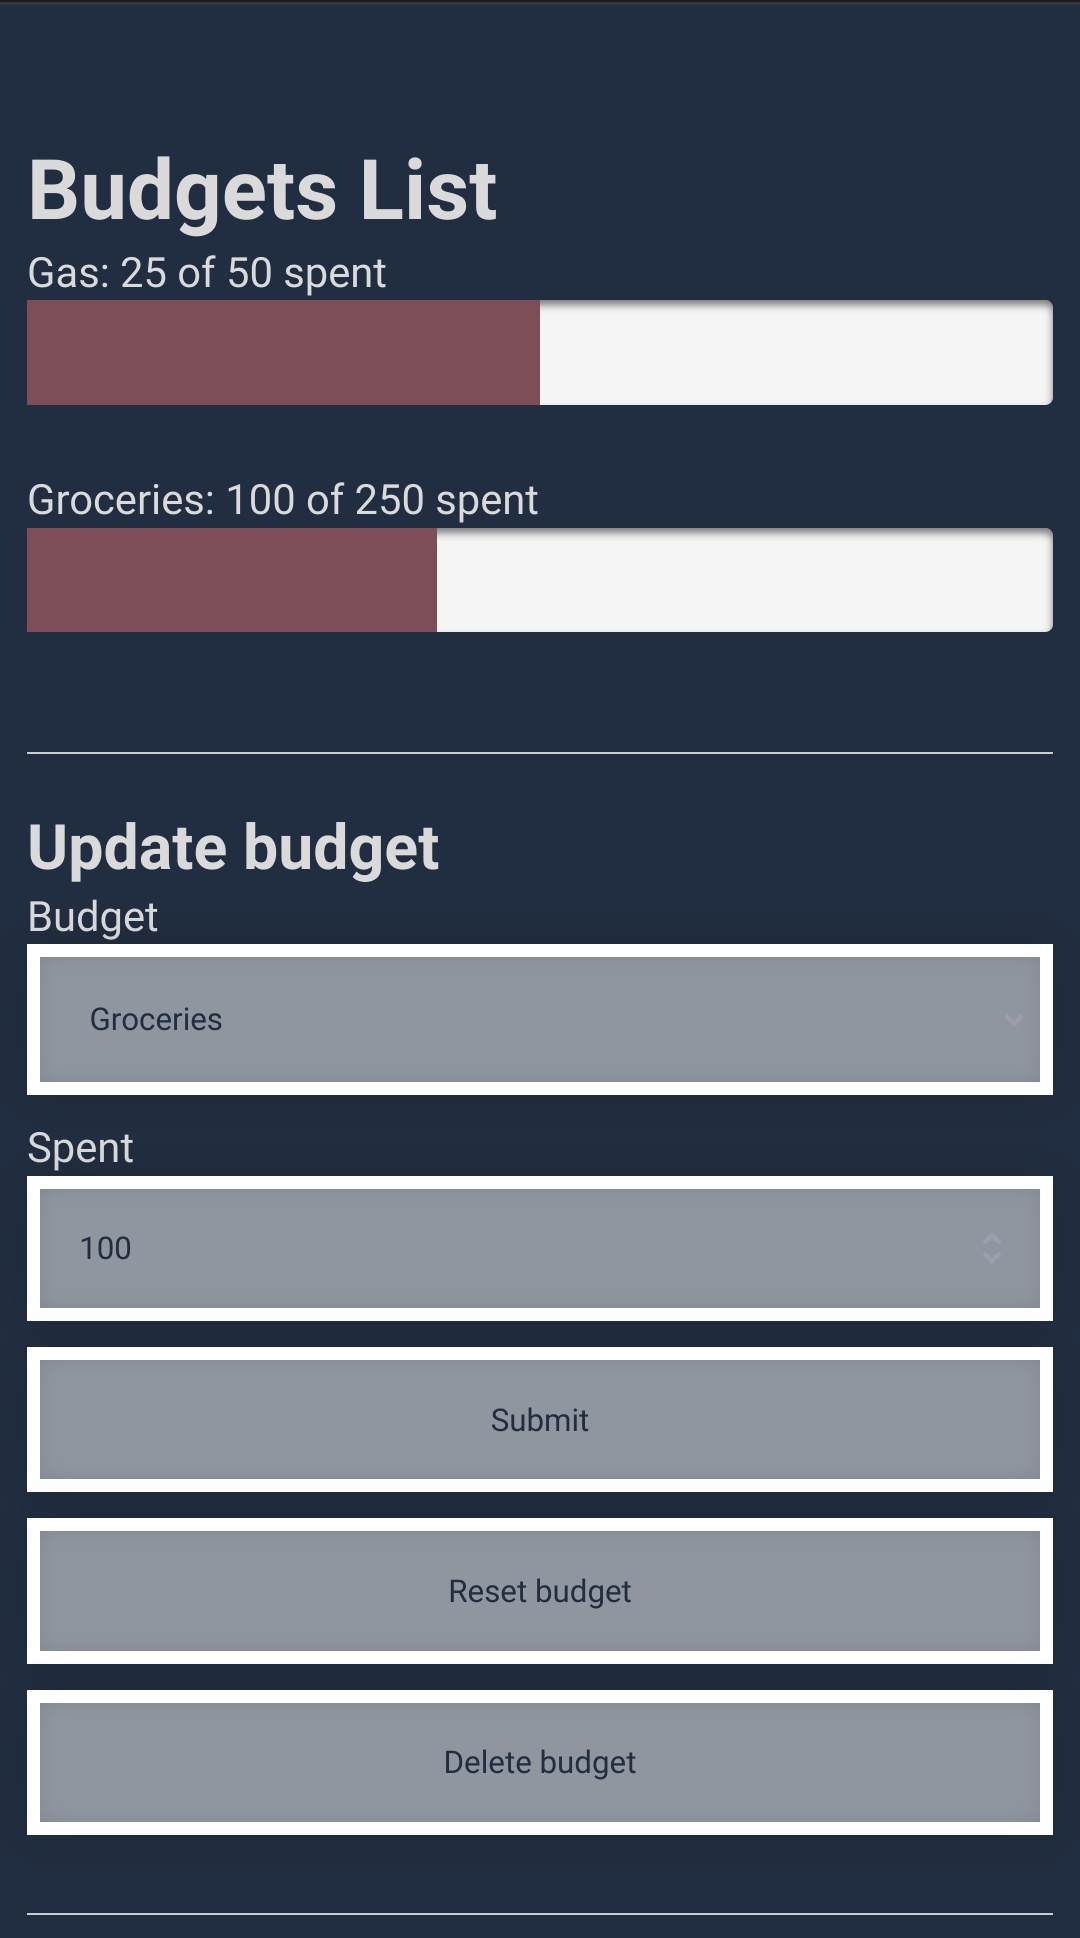 Budgets List
Gas: 25 of 50 spent
Groceries: 100 of 250 spent
Update budget
Budget
Groceries
Spent
100
Submit
Reset budget
Delete budget